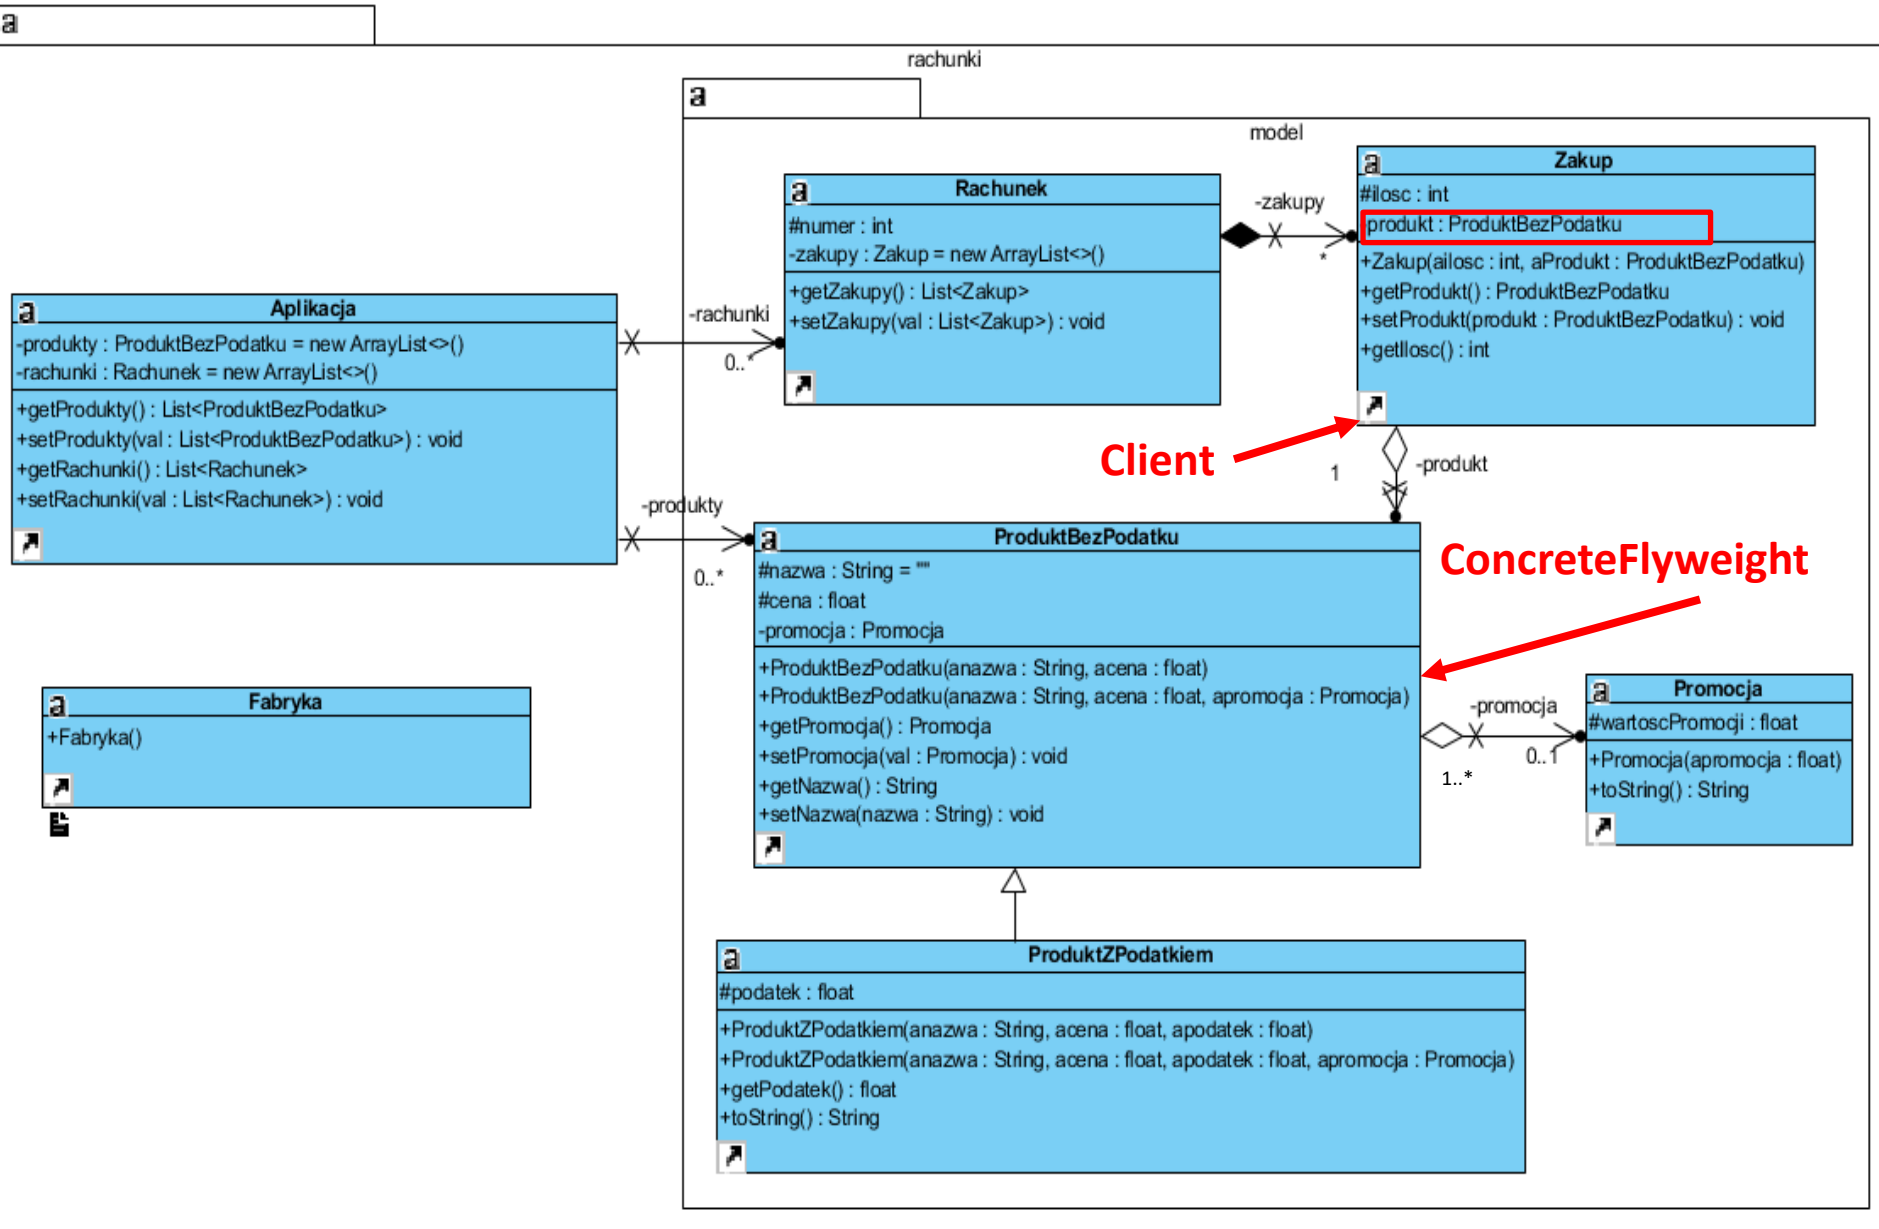 rachunki
model
Zakup
#ilosc : int
-produkt : ProduktBezPodatku
+Zakup(ailosc : int, aProdukt : ProduktBezPodatku)
+getProdukt() : ProduktBezPodatku
+setProdukt(produkt : ProduktBezPodatku) : void
+getIlosc() : int
Rachunek
#numer : int
-zakupy : Zakup = new ArrayList<>()
+getZakupy() : List<Zakup>
+setZakupy(val : List<Zakup>) : void
-zakupy
*
Aplikacja
-produkty : ProduktBezPodatku = new ArrayList<>()
-rachunki : Rachunek = new ArrayList<>()
+getProdukty() : List<ProduktBezPodatku>
+setProdukty(val : List<ProduktBezPodatku>) : void
+getRachunki() : List<Rachunek>
+setRachunki(val : List<Rachunek>) : void
-rachunki
0..*
Client
1
-produkt
-produkty
0..*
ProduktBezPodatku
#nazwa : String = ""
#cena : float
-promocja : Promocja
+ProduktBezPodatku(anazwa : String, acena : float)
+ProduktBezPodatku(anazwa : String, acena : float, apromocja : Promocja)
+getPromocja() : Promocja
+setPromocja(val : Promocja) : void
+getNazwa() : String
+setNazwa(nazwa : String) : void
ConcreteFlyweight
-promocja
0..1
1..*
Promocja
#wartoscPromocji : float
+Promocja(apromocja : float)
+toString() : String
Fabryka
+Fabryka()
ProduktZPodatkiem
#podatek : float
+ProduktZPodatkiem(anazwa : String, acena : float, apodatek : float)
+ProduktZPodatkiem(anazwa : String, acena : float, apodatek : float, apromocja : Promocja)
+getPodatek() : float
+toString() : String